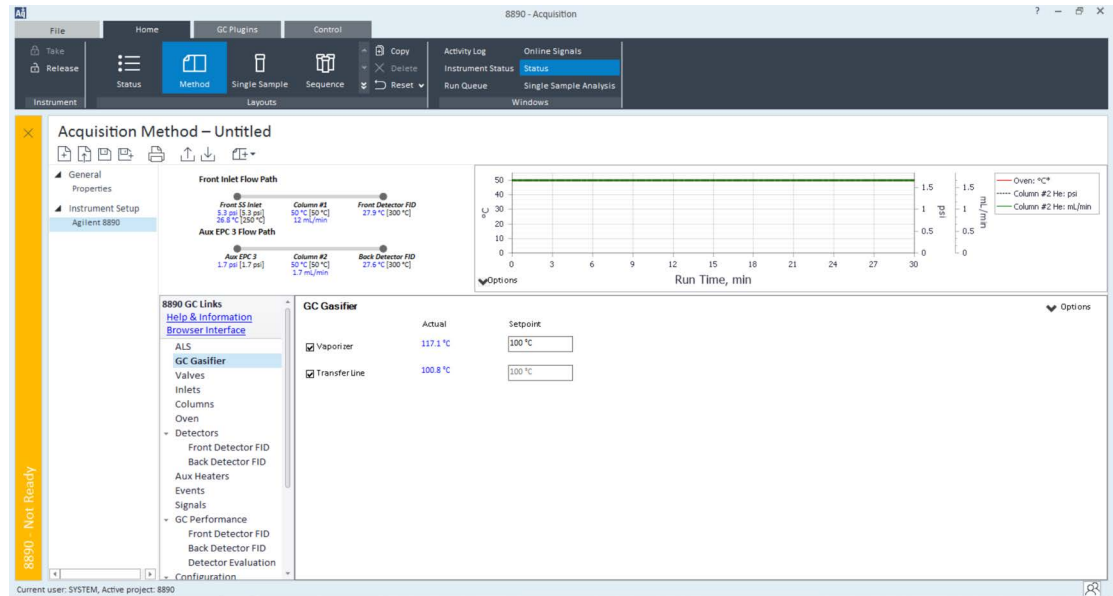 8890 - Acquisition
File Home GC Plugins Control
Take
Release
Instrument
Status Method Single Sample Sequence
Layouts
Copy
Delete
Reset
Activity Log Online Signals
Instrument Status Status
Run Queue Single Sample Analysis
Windows
Acquisition Method – Untitled
General
Properties
Instrument Setup
Agilent 8890
Front Inlet Flow Path
Front SS Inlet Column #1 Front Detector FID
5.3 psi [5.3 psi] 50 °C [50 °C] 27.9 °C [300 °C]
26.8 °C [250 °C] 12 mL/min
Aux EPC 3 Flow Path
Aux EPC 3 Column #2 Back Detector FID
1.7 psi [1.7 psi] 50 °C [50 °C] 27.6 °C [300 °C]
1.7 mL/min
50
40
30
20
10
0
°C
0 3 6 9 12 15 18 21 24 27 30
Run Time, min
Options
1.5
1
0.5
0
psi
1.5
1
0.5
0
mL/min
Oven: °C*
Column #2 He: psi
Column #2 He: mL/min
8890 GC Links
Help & Information
Browser Interface
ALS
GC Gasifier
Valves
Inlets
Columns
Oven
Detectors
Front Detector FID
Back Detector FID
Aux Heaters
Events
Signals
GC Performance
Front Detector FID
Back Detector FID
Detector Evaluation
Configuration
GC Gasifier
Options
Actual Setpoint
Vaporizer 117.1 °C 100 °C
Transfer Line 100.8 °C 100 °C
8890 - Not Ready
Current user: SYSTEM, Active project: 8890